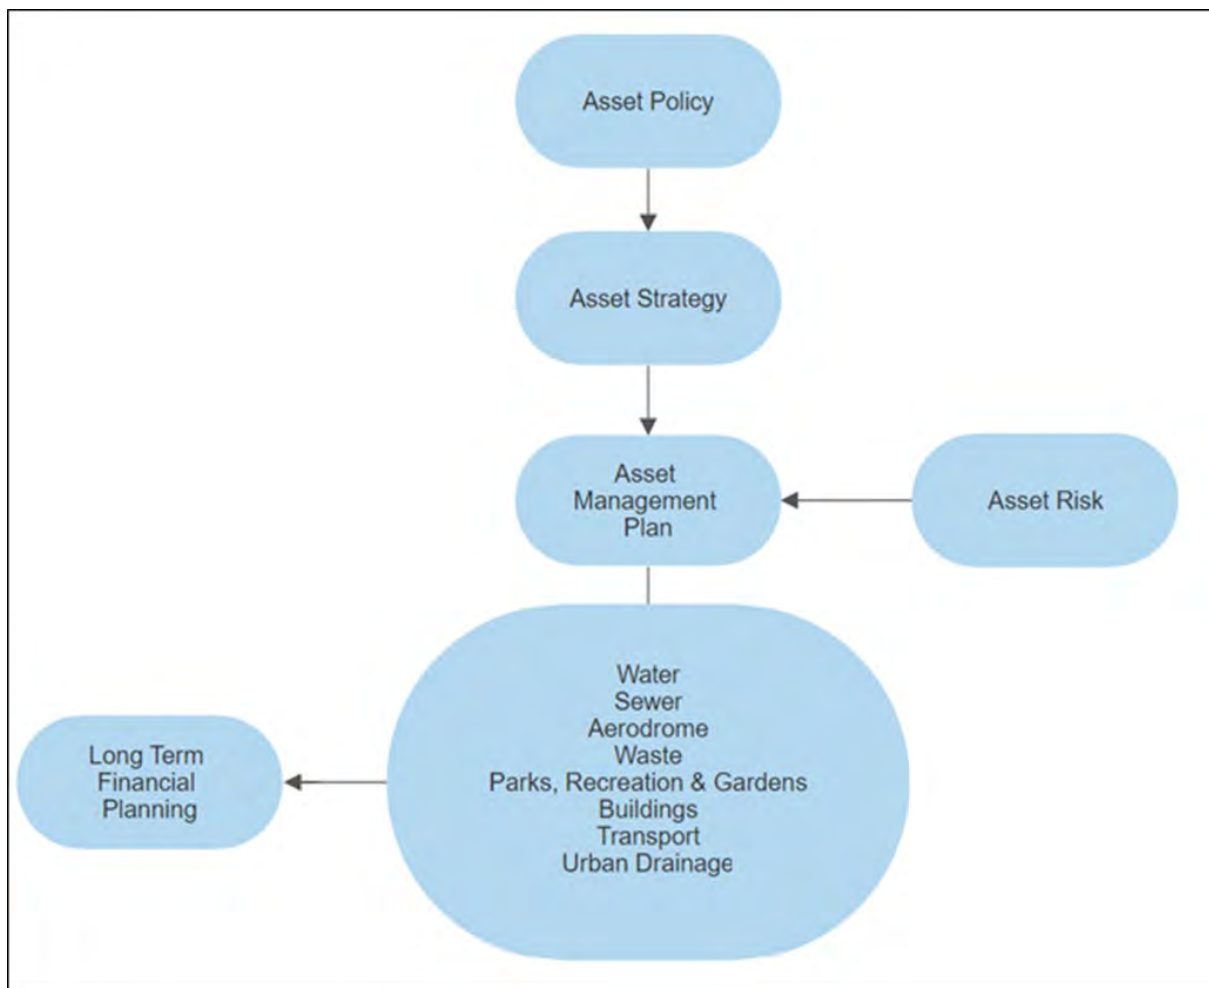 Asset Policy
Asset Strategy
Asset
Management
Plan
Asset Risk
Water
Sewer
Aerodrome
Waste
Parks, Recreation & Gardens
Buildings
Transport
Urban Drainage
Long Term
Financial
Planning